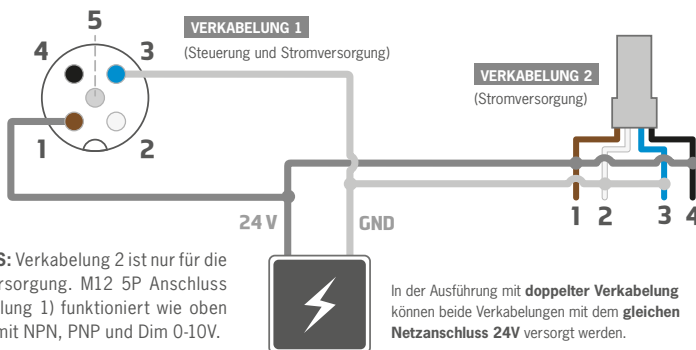 5
VERKABELUNG 1
4
3
(Steuerung und Stromversorgung)
VERKABELUNG 2
(Stromversorgung)
1
2
1 2 3 4
24 V
GND
S: Verkabelung 2 ist nur für die
rsorgung. M12 5P Anschluss
lung 1) funktioniert wie oben
mit NPN, PNP und Dim 0-10V.
In der Ausführung mit doppelter Verkabelung
können beide Verkabelungen mit dem gleichen
Netzanschluss 24V versorgt werden.